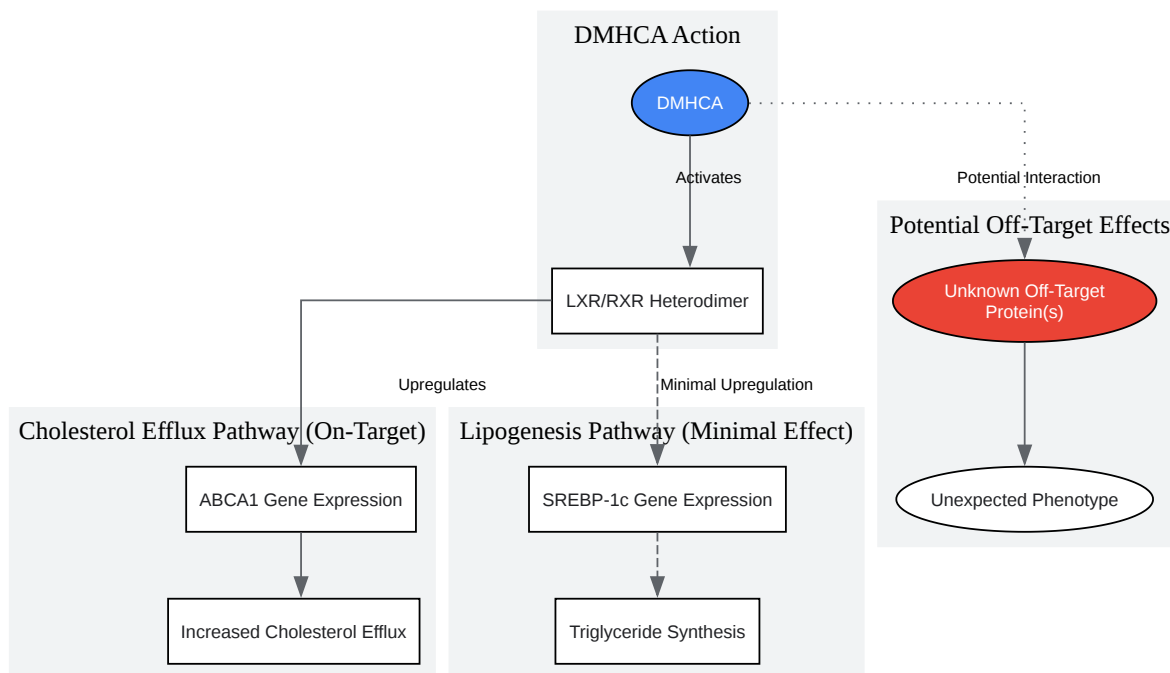 DMHCA Action
DMHCA
Activates
Potential Interaction
Potential Off-Target Effects
LXR/RXR Heterodimer
Unknown Off-Target
Protein(s)
Upregulates
Minimal Upregulation
Cholesterol Efflux Pathway (On-Target)
Lipogenesis Pathway (Minimal Effect)
ABCA1 Gene Expression
SREBP-1c Gene Expression
Unexpected Phenotype
Increased Cholesterol Efflux
Triglyceride Synthesis